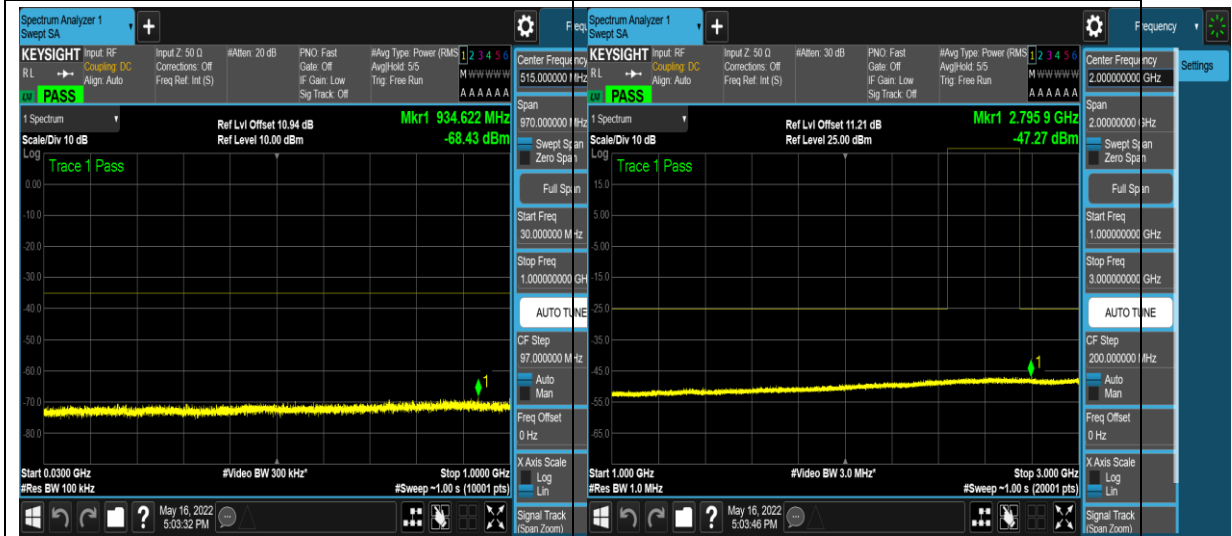 Spectrum Analyzer 1
Swept SA
+
Frequ
KEYSIGHT
RL
Input: RF
Coupling: DC
Align: Auto
Input Z: 50 Ω
Corrections: Off
Freq Ref: Int (S)
#Atten: 20 dB
PNO: Fast
Gate: Off
IF Gain: Low
Sig Track: Off
#Avg Type: Power (RMS
Avg|Hold: 5/5
Trig: Free Run
1 2 3 4 5 6
M W W W W W
A A A A A A
PASS
1 Spectrum
Scale/Div 10 dB
Ref Lvl Offset 10.94 dB
Ref Level 10.00 dBm
Mkr1 934.622 MHz
-68.43 dBm
Log
Trace 1 Pass
0.00
-10.0
-20.0
-30.0
-40.0
-50.0
-60.0
-70.0
-80.0
1
Start 0.0300 GHz
#Res BW 100 kHz
#Video BW 300 kHz*
Stop 1.0000 GHz
#Sweep ~1.00 s (10001 pts)
?
May 16, 2022
5:03:32 PM
Center Frequency
515.000000 MHz
Span
970.000000 MHz
Swept Span
Zero Span
Full Span
Start Freq
30.000000 MHz
Stop Freq
1.000000000 GH
AUTO TUNE
CF Step
97.000000 MHz
Auto
Man
Freq Offset
0 Hz
X Axis Scale
Log
Lin
Signal Track
(Span Zoom)
Spectrum Analyzer 1
Swept SA
+
Frequency
Settings
KEYSIGHT
RL
Input: RF
Coupling: DC
Align: Auto
Input Z: 50 Ω
Corrections: Off
Freq Ref: Int (S)
#Atten: 30 dB
PNO: Fast
Gate: Off
IF Gain: Low
Sig Track: Off
#Avg Type: Power (RMS
Avg|Hold: 5/5
Trig: Free Run
1 2 3 4 5 6
M W W W W W
A A A A A A
PASS
1 Spectrum
Scale/Div 10 dB
Ref Lvl Offset 11.21 dB
Ref Level 25.00 dBm
Mkr1 2.795 9 GHz
-47.27 dBm
Log
Trace 1 Pass
15.0
5.00
-5.00
-15.0
-25.0
-35.0
-45.0
-55.0
-65.0
1
Start 1.000 GHz
#Res BW 1.0 MHz
#Video BW 3.0 MHz*
Stop 3.000 GHz
#Sweep ~1.00 s (20001 pts)
?
May 16, 2022
5:03:46 PM
Center Frequency
2.000000000 GHz
Span
2.00000000 GHz
Swept Span
Zero Span
Full Span
Start Freq
1.000000000 GHz
Stop Freq
3.000000000 GHz
AUTO TUNE
CF Step
200.000000 MHz
Auto
Man
Freq Offset
0 Hz
X Axis Scale
Log
Lin
Signal Track
(Span Zoom)